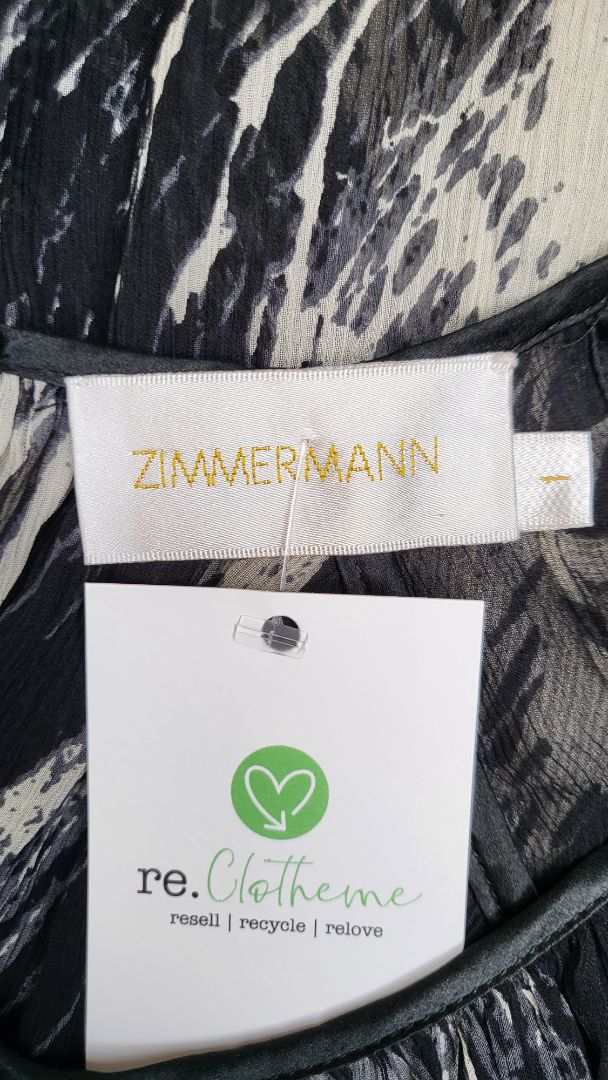 ZIMMERMANN
1
re.Clotheme
resell | recycle | relove